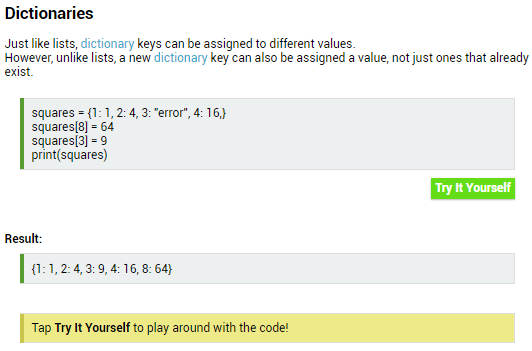 Dictionaries
Just like lists, dictionary keys can be assigned to different values.
However, unlike lists, a new dictionary key can also be assigned a value, not just ones that already
exist.
squares = {1: 1, 2: 4, 3: "error", 4: 16,}
squares[8] = 64
squares[3] = 9
print(squares)
Try It Yourself
Result:
{1: 1, 2: 4, 3: 9, 4: 16, 8: 64}
Tap Try It Yourself to play around with the code!